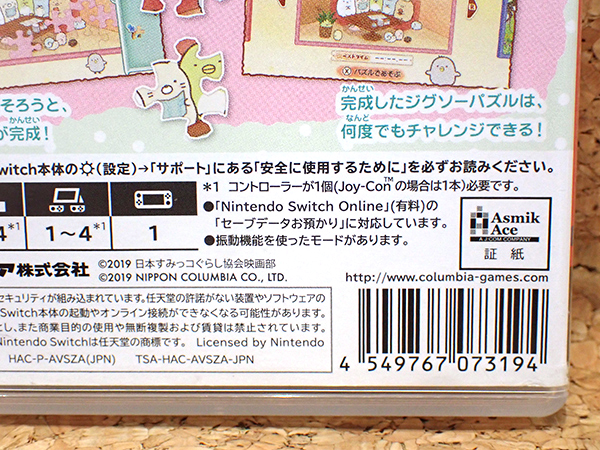 ベストタイム
Ⓧパズルであそぶ
そろうと、
完成！
かんせい
完成したジグソーパズルは、
なんど
何度でもチャレンジできる！
Switch本体の(設定)→「サポート」にある「安全に使用するために」を必ずお読みください。
4*1 1~4*1 1
*1 コントローラーが1個(Joy-Con™の場合は1本)必要です。
●「Nintendo Switch Online」(有料)の
「セーブデータお預かり」に対応しています。
●振動機能を使ったモードがあります。
Asmik
Ace
A J:COM COMPANY
証紙
ア株式会社
©2019 日本すみっコぐらし協会映画部
©2019 NIPPON COLUMBIA CO., LTD.
http://www.columbia-games.com
セキュリティが組み込まれています。任天堂の許諾がない装置やソフトウェアの
Switch本体の起動やオンライン接続ができなくなる可能性があります。
とし、また商業目的の使用や無断複製および賃貸は禁止されています。
Nintendo Switchは任天堂の商標です。 Licensed by Nintendo
HAC-P-AVSZA(JPN) TSA-HAC-AVSZA-JPN
4 549767 073194